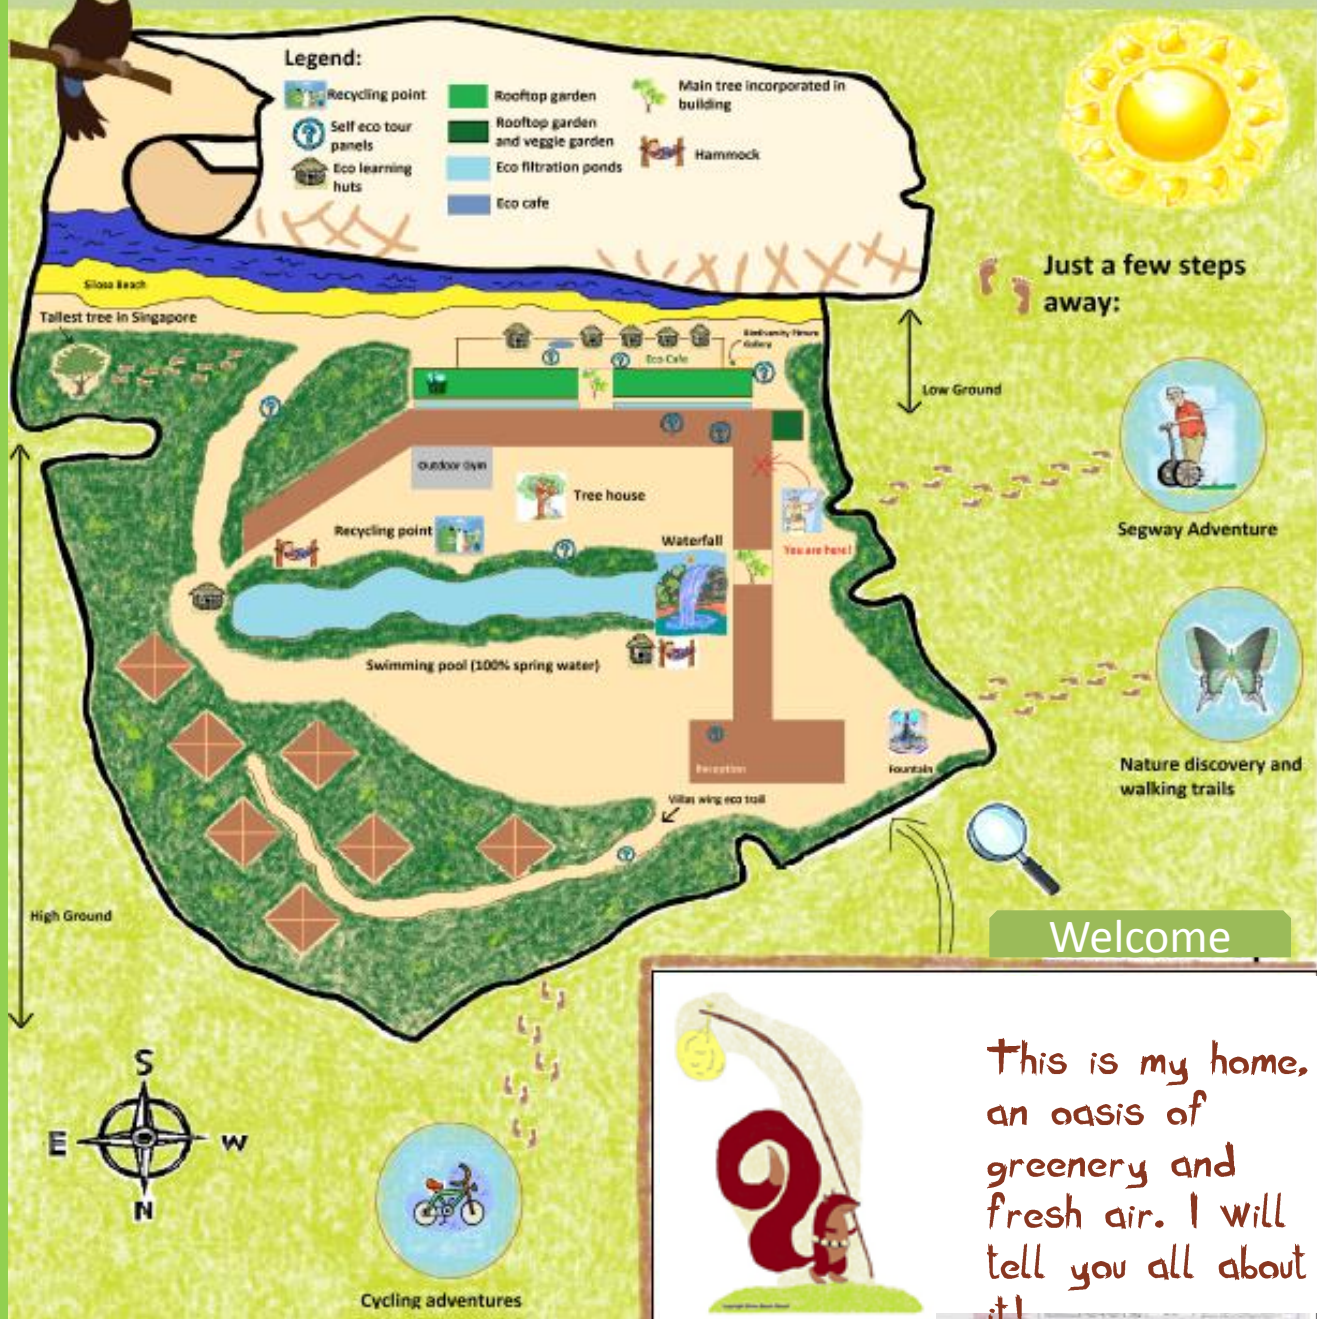 Legend:
Recycling point
Self eco tour
panels
Eco learning
huts
Rooftop garden
Rooftop garden
and veggie garden
Eco filtration ponds
Eco cafe
Main tree incorporated in
building
Hammock
Siloso Beach
Tallest tree in Singapore
Biodiversity Picture
Gallery
Eco Cafe
Just a few steps
away:
Low Ground
Outdoor Gym
Tree house
Recycling point
Waterfall
You are here!
Segway Adventure
Swimming pool (100% spring water)
Reception
Fountain
Nature discovery and
walking trails
Villas wing eco trail
High Ground
Welcome
S
E
W
N
Cycling adventures
This is my home,
an oasis of
greenery and
fresh air. I will
tell you all about
it!